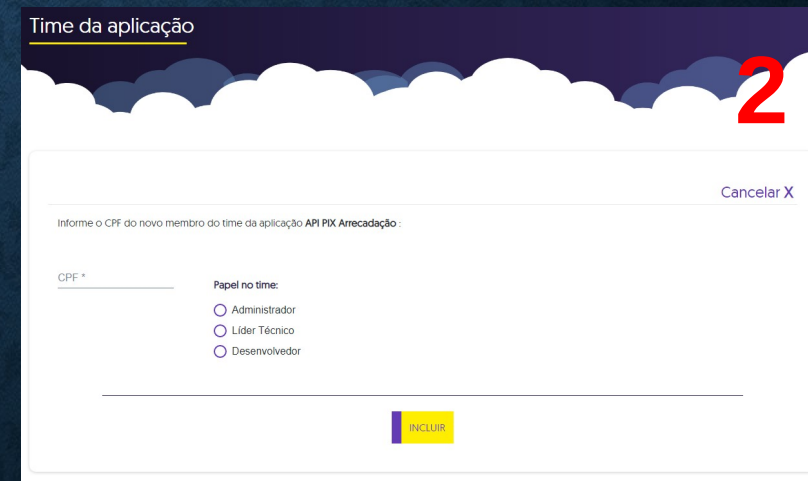 Time da aplicação
2
Cancelar X
Informe o CPF do novo membro do time da aplicação API PIX Arrecadação :
CPF *
Papel no time:
Administrador
Líder Técnico
Desenvolvedor
INCLUIR